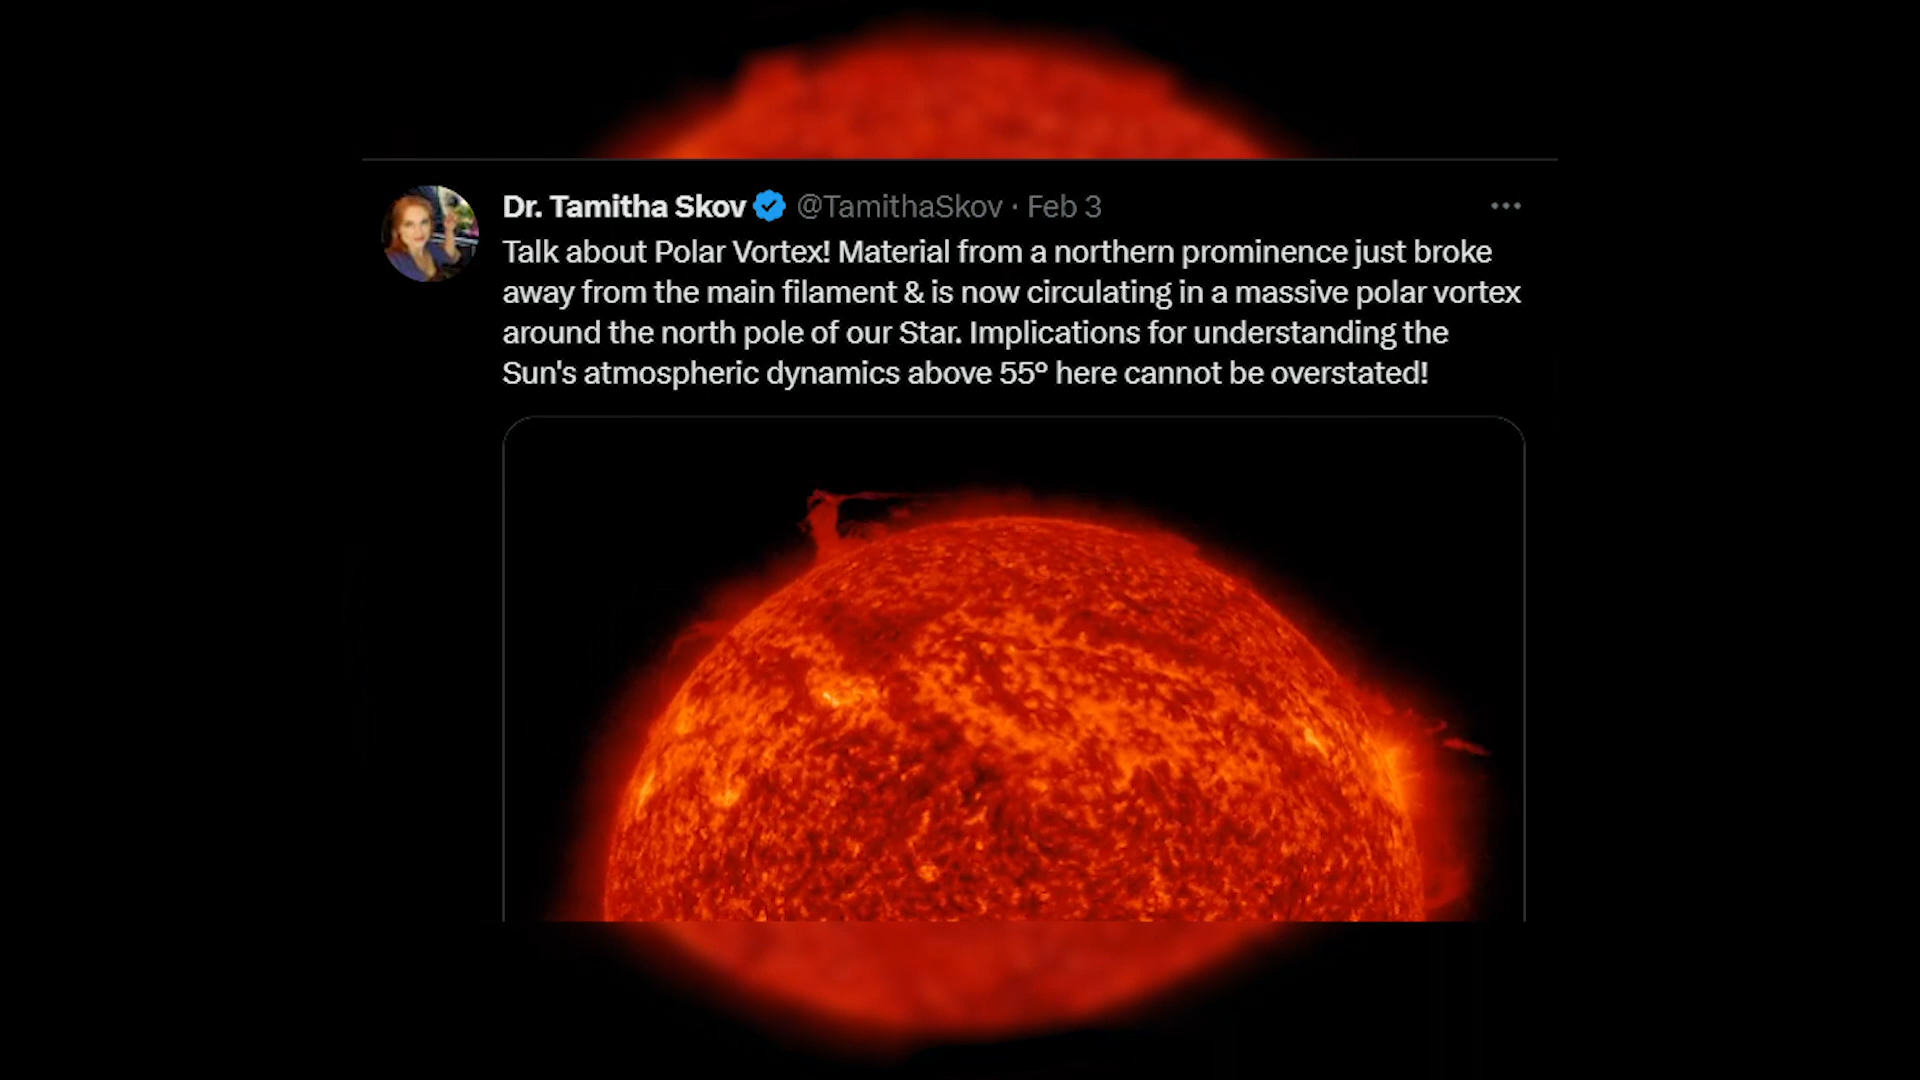 Dr. Tamitha Skov @TamithaSkov · Feb 3
Talk about Polar Vortex! Material from a northern prominence just broke
away from the main filament & is now circulating in a massive polar vortex
around the north pole of our Star. Implications for understanding the
Sun's atmospheric dynamics above 55° here cannot be overstated!